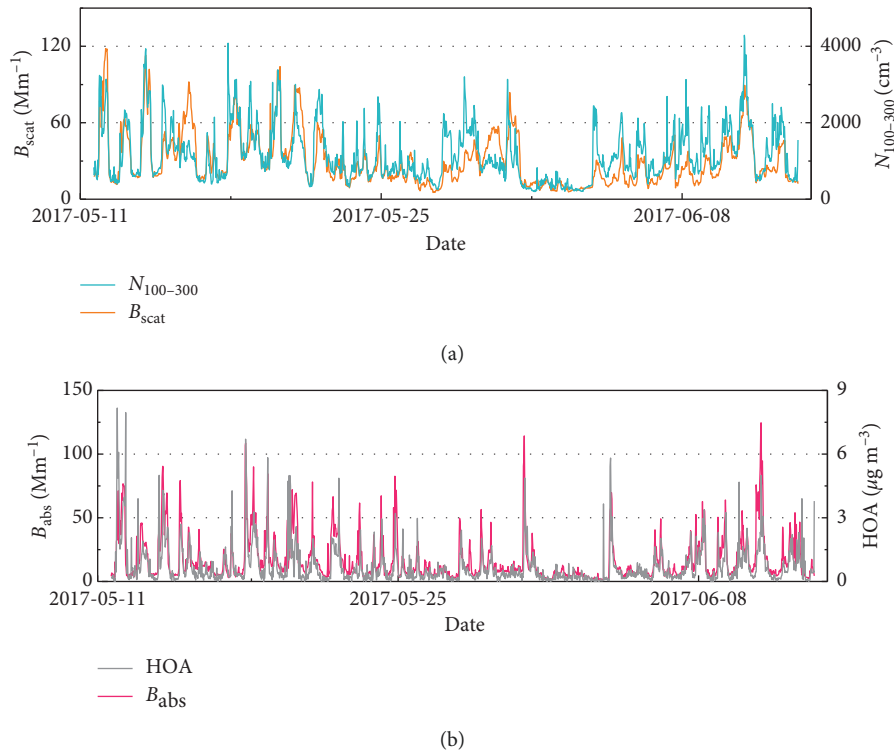 120
60
0
B_scat (Mm⁻¹)
4000
2000
0
N_100–300 (cm⁻³)
2017-05-11
2017-05-25
2017-06-08
Date
N_100–300
B_scat
(a)
150
100
50
0
B_abs (Mm⁻¹)
9
6
3
0
HOA (μg m⁻³)
2017-05-11
2017-05-25
2017-06-08
Date
HOA
B_abs
(b)